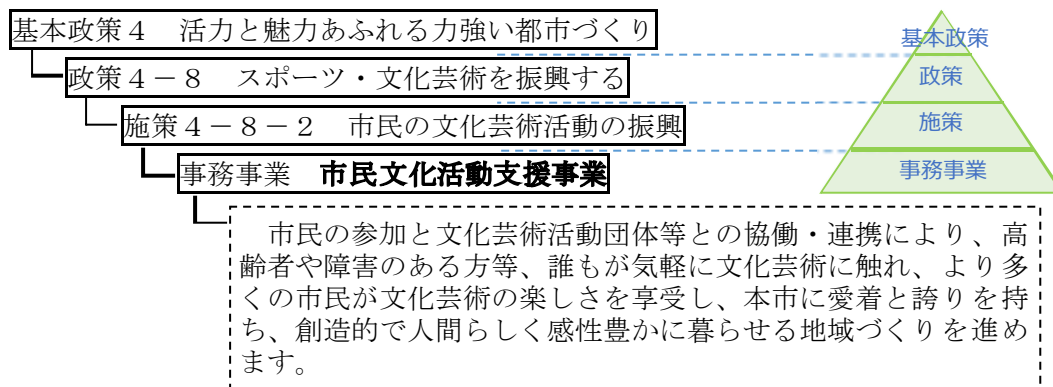 基本政策４　活力と魅力あふれる力強い都市づくり
政策４－８　スポーツ・文化芸術を振興する
施策４－８－２　市民の文化芸術活動の振興
事務事業　市民文化活動支援事業
市民の参加と文化芸術活動団体等との協働・連携により、高
齢者や障害のある方等、誰もが気軽に文化芸術に触れ、より多
くの市民が文化芸術の楽しさを享受し、本市に愛着と誇りを持
ち、創造的で人間らしく感性豊かに暮らせる地域づくりを進め
ます。
基本政策
政策
施策
事務事業